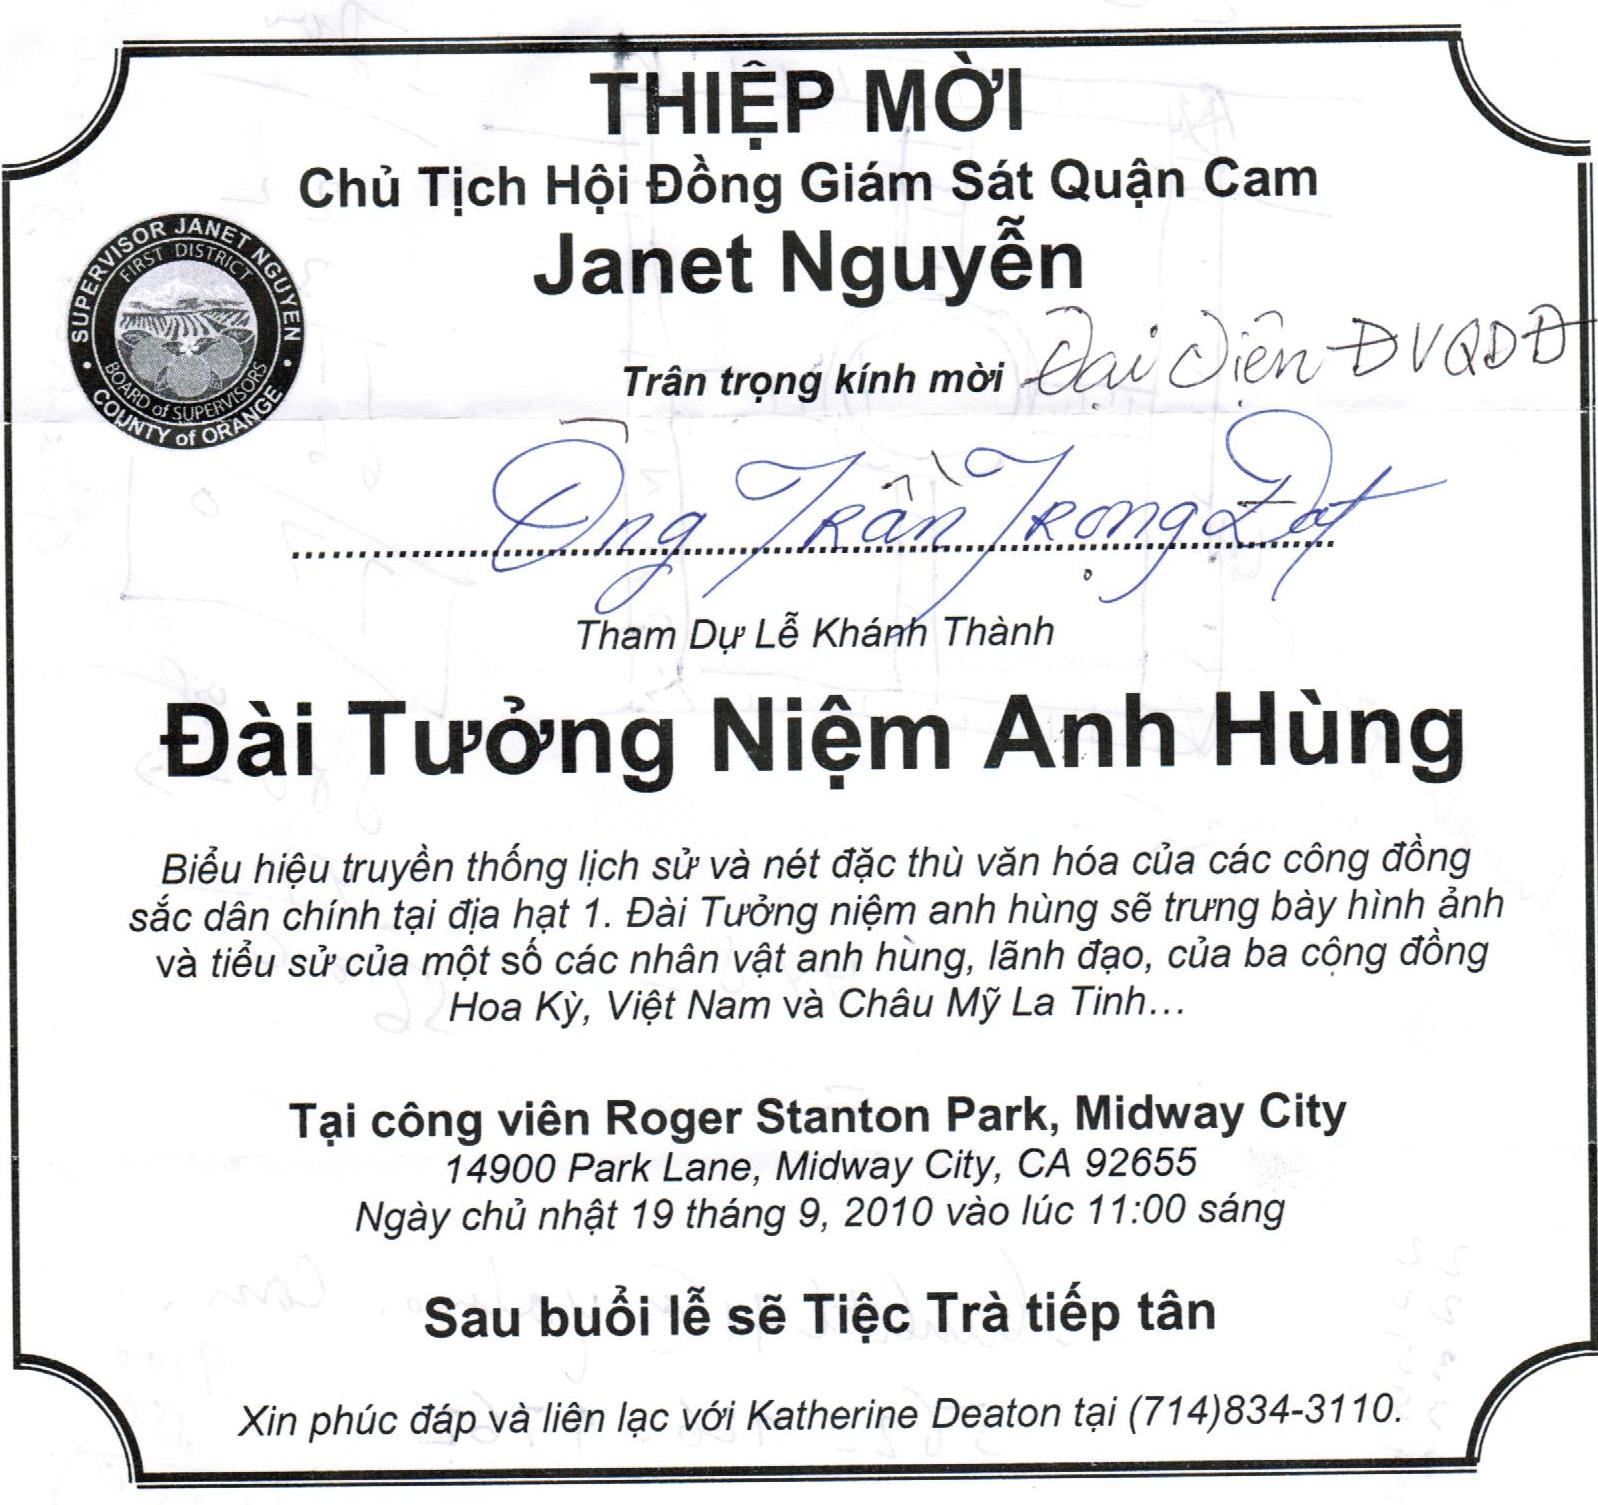 THIỆP MỜI
Chủ Tịch Hội Đồng Giám Sát Quận Cam
Janet Nguyễn
SUPERVISOR JANET NGUYEN
FIRST DISTRICT
BOARD of SUPERVISORS
COUNTY of ORANGE
Trân trọng kính mời Đại Diện ĐVQDĐ
Ông Trần Trọng Đạt
Tham Dự Lễ Khánh Thành
Đài Tưởng Niệm Anh Hùng
Biểu hiệu truyền thống lịch sử và nét đặc thù văn hóa của các công đồng
sắc dân chính tại địa hạt 1. Đài Tưởng niệm anh hùng sẽ trưng bày hình ảnh
và tiểu sử của một số các nhân vật anh hùng, lãnh đạo, của ba cộng đồng
Hoa Kỳ, Việt Nam và Châu Mỹ La Tinh…
Tại công viên Roger Stanton Park, Midway City
14900 Park Lane, Midway City, CA 92655
Ngày chủ nhật 19 tháng 9, 2010 vào lúc 11:00 sáng
Sau buổi lễ sẽ Tiệc Trà tiếp tân
Xin phúc đáp và liên lạc với Katherine Deaton tại (714)834-3110.